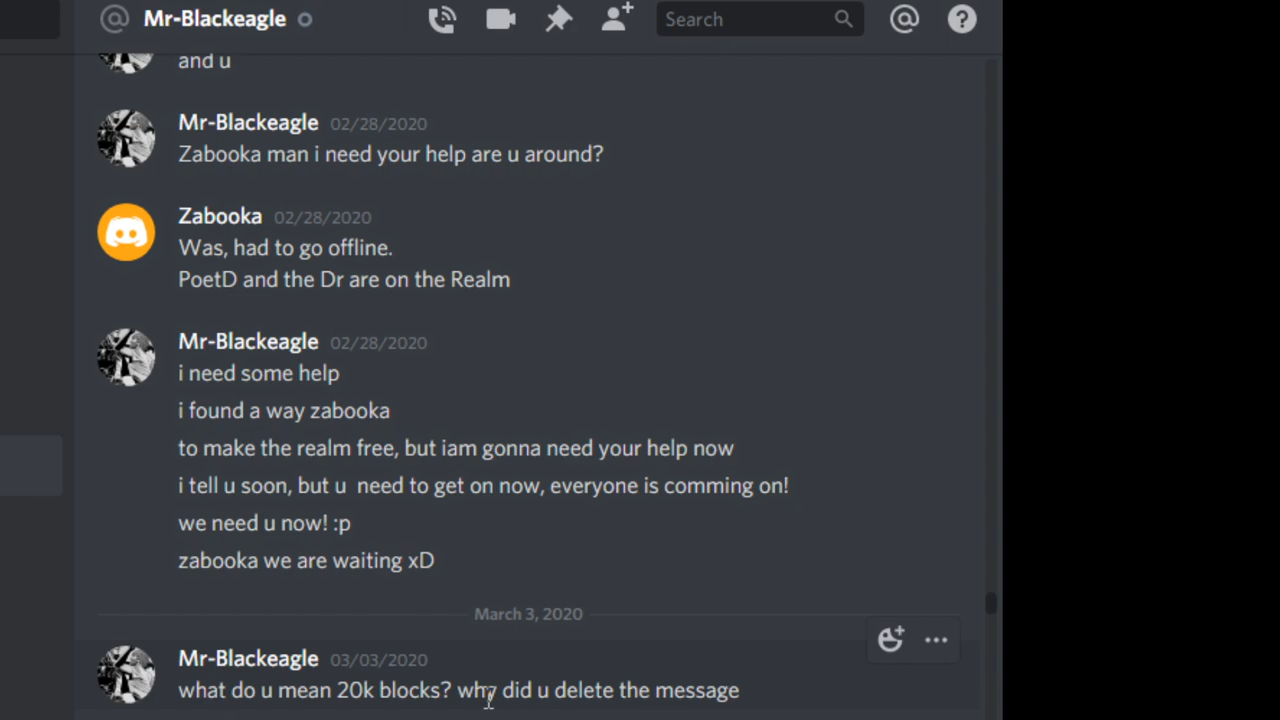 @ Mr-Blackeagle
Search
@
?
and u
Mr-Blackeagle 02/28/2020
Zabooka man i need your help are u around?
Zabooka 02/28/2020
Was, had to go offline.
PoetD and the Dr are on the Realm
Mr-Blackeagle 02/28/2020
i need some help
i found a way zabooka
to make the realm free, but iam gonna need your help now
i tell u soon, but u need to get on now, everyone is comming on!
we need u now! :p
zabooka we are waiting xD
March 3, 2020
Mr-Blackeagle 03/03/2020
what do u mean 20k blocks? why did u delete the message